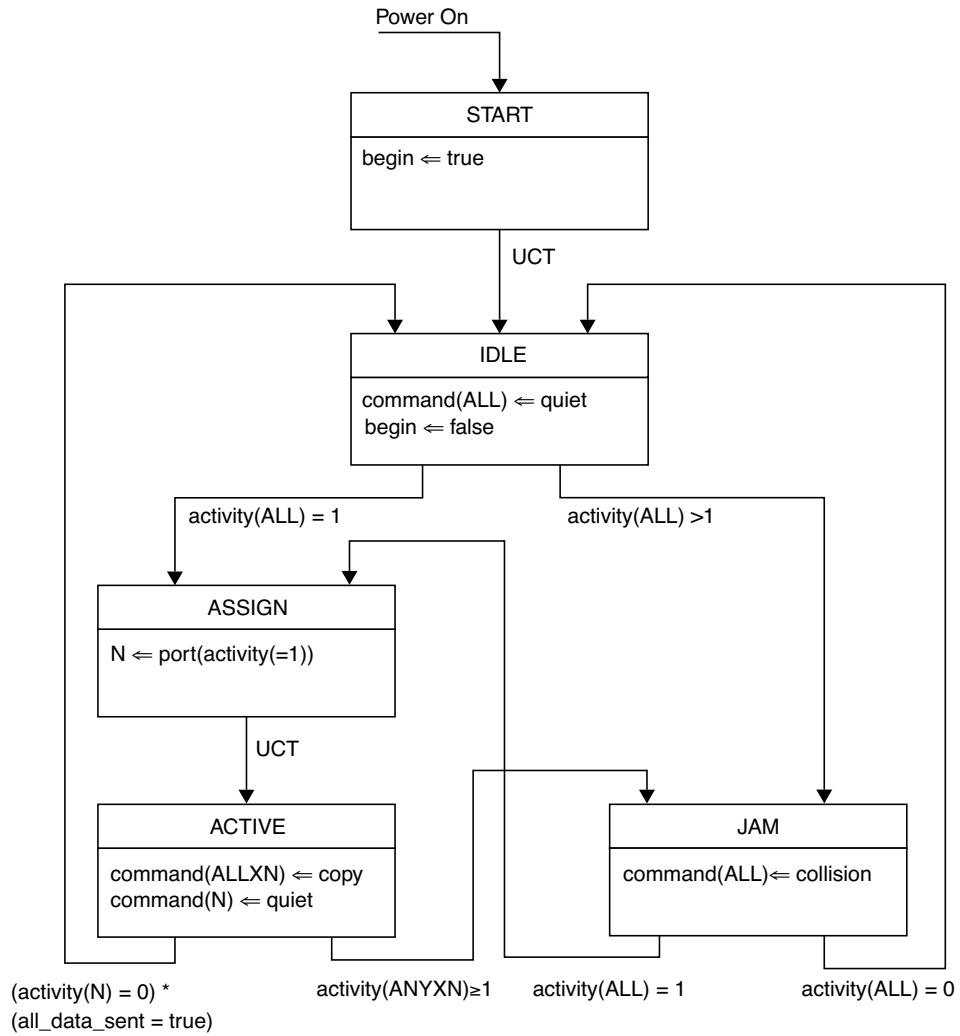 Power On
START
begin ⇐ true
UCT
IDLE
command(ALL) ⇐ quiet
begin ⇐ false
activity(ALL) = 1
activity(ALL) >1
ASSIGN
N ⇐ port(activity(=1))
UCT
ACTIVE
command(ALLXN) ⇐ copy
command(N) ⇐ quiet
JAM
command(ALL)⇐ collision
(activity(N) = 0) *
(all_data_sent = true)
activity(ANYXN)≥1
activity(ALL) = 1
activity(ALL) = 0